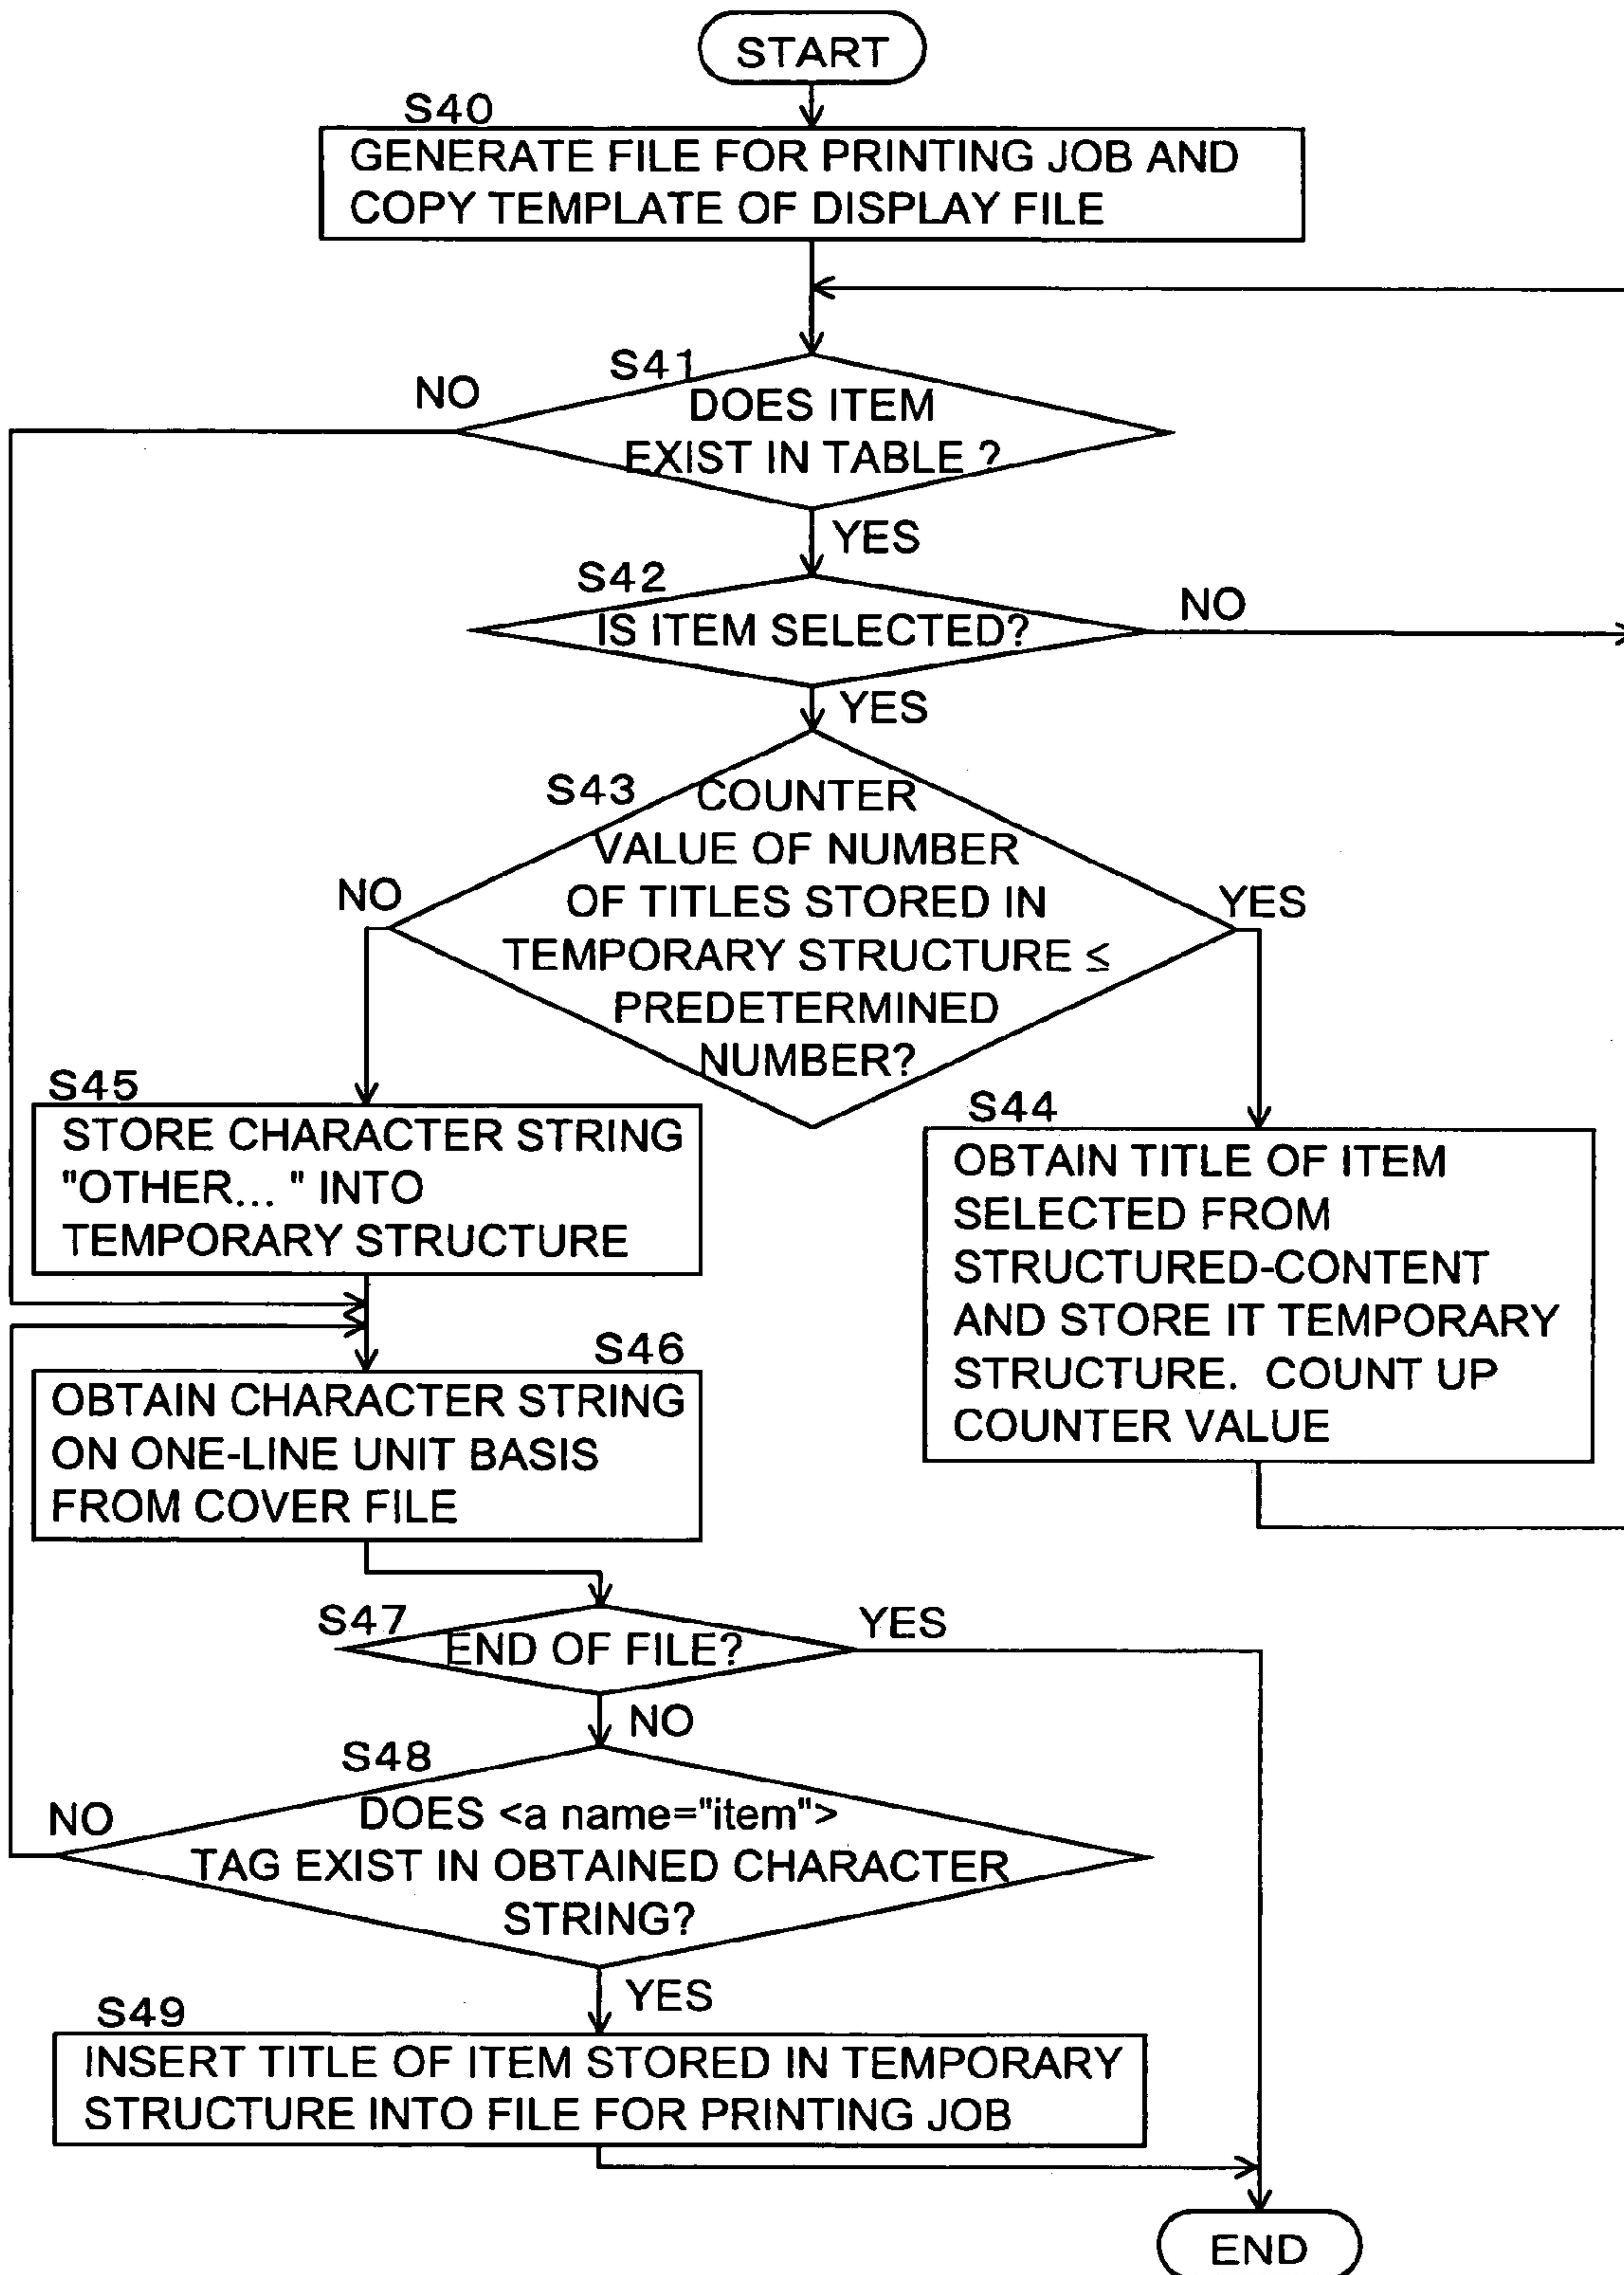 START
S40
GENERATE FILE FOR PRINTING JOB AND
COPY TEMPLATE OF DISPLAY FILE
S41
NO
DOES ITEM
EXIST IN TABLE ?
YES
S42
NO
IS ITEM SELECTED?
YES
S43
COUNTER
VALUE OF NUMBER
OF TITLES STORED IN
TEMPORARY STRUCTURE ≤
PREDETERMINED
NUMBER?
NO
YES
S45
STORE CHARACTER STRING
"OTHER... " INTO
TEMPORARY STRUCTURE
S44
OBTAIN TITLE OF ITEM
SELECTED FROM
STRUCTURED-CONTENT
AND STORE IT TEMPORARY
STRUCTURE. COUNT UP
COUNTER VALUE
S46
OBTAIN CHARACTER STRING
ON ONE-LINE UNIT BASIS
FROM COVER FILE
S47
END OF FILE?
YES
NO
S48
NO
DOES <a name="item">
TAG EXIST IN OBTAINED CHARACTER
STRING?
YES
S49
INSERT TITLE OF ITEM STORED IN TEMPORARY
STRUCTURE INTO FILE FOR PRINTING JOB
END